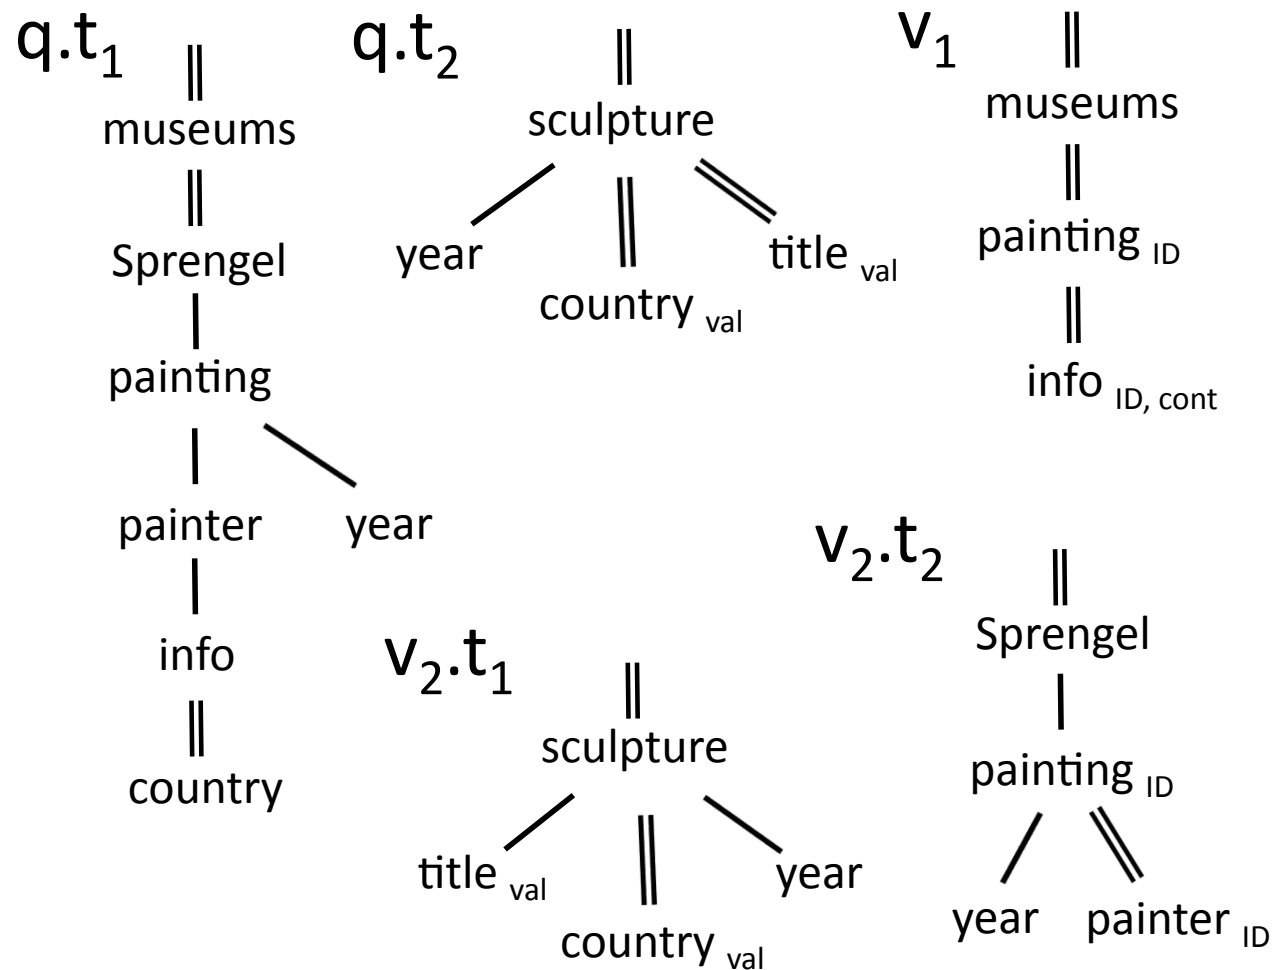 q.t1
museums
Sprengel
painting
painter year
info
country
q.t2
sculpture
year
title val
country val
v1
museums
painting ID
info ID, cont
v2.t1
sculpture
title val
year
country val
v2.t2
Sprengel
painting ID
year painter ID